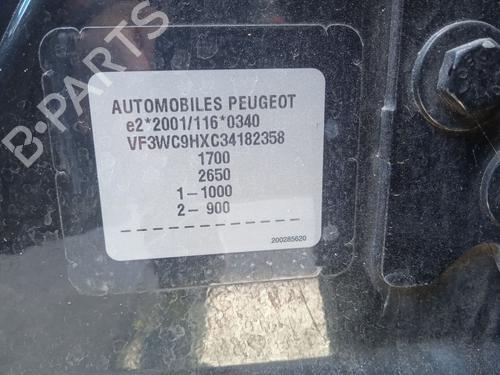 B-PARTS
AUTOMOBILES PEUGEOT
e2*2001/116*0340
VF3WC9HXC34182358
1700
2650
1-1000
2-900
200285620